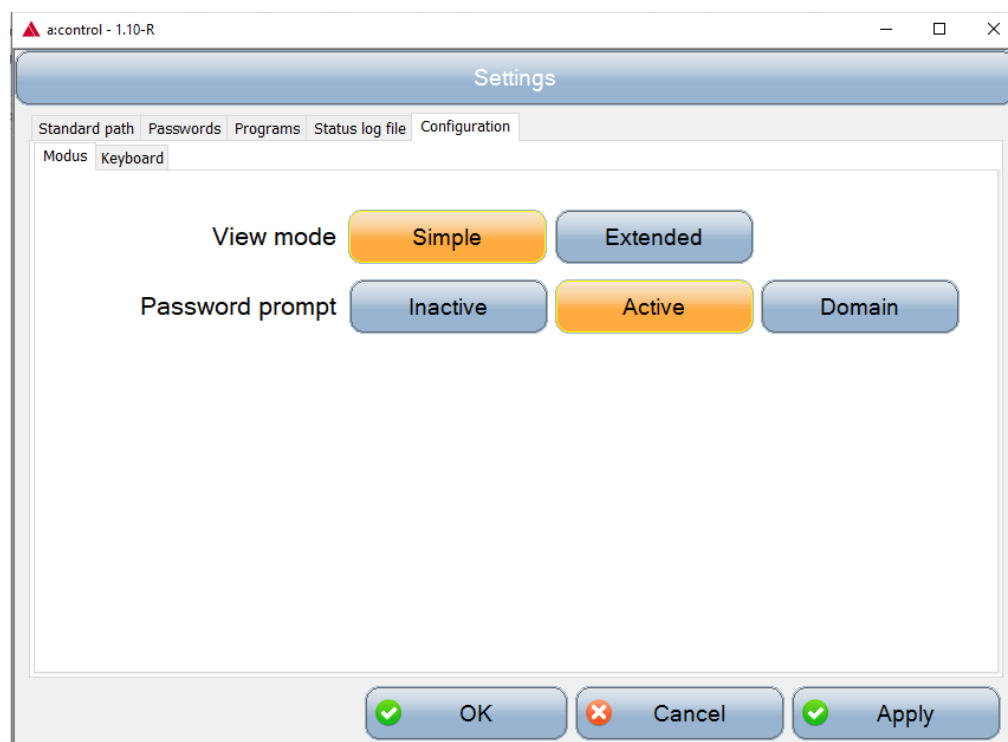 a:control - 1.10-R
Settings
Standard path Passwords Programs Status log file Configuration
Modus Keyboard
View mode Simple Extended
Password prompt Inactive Active Domain
OK Cancel Apply